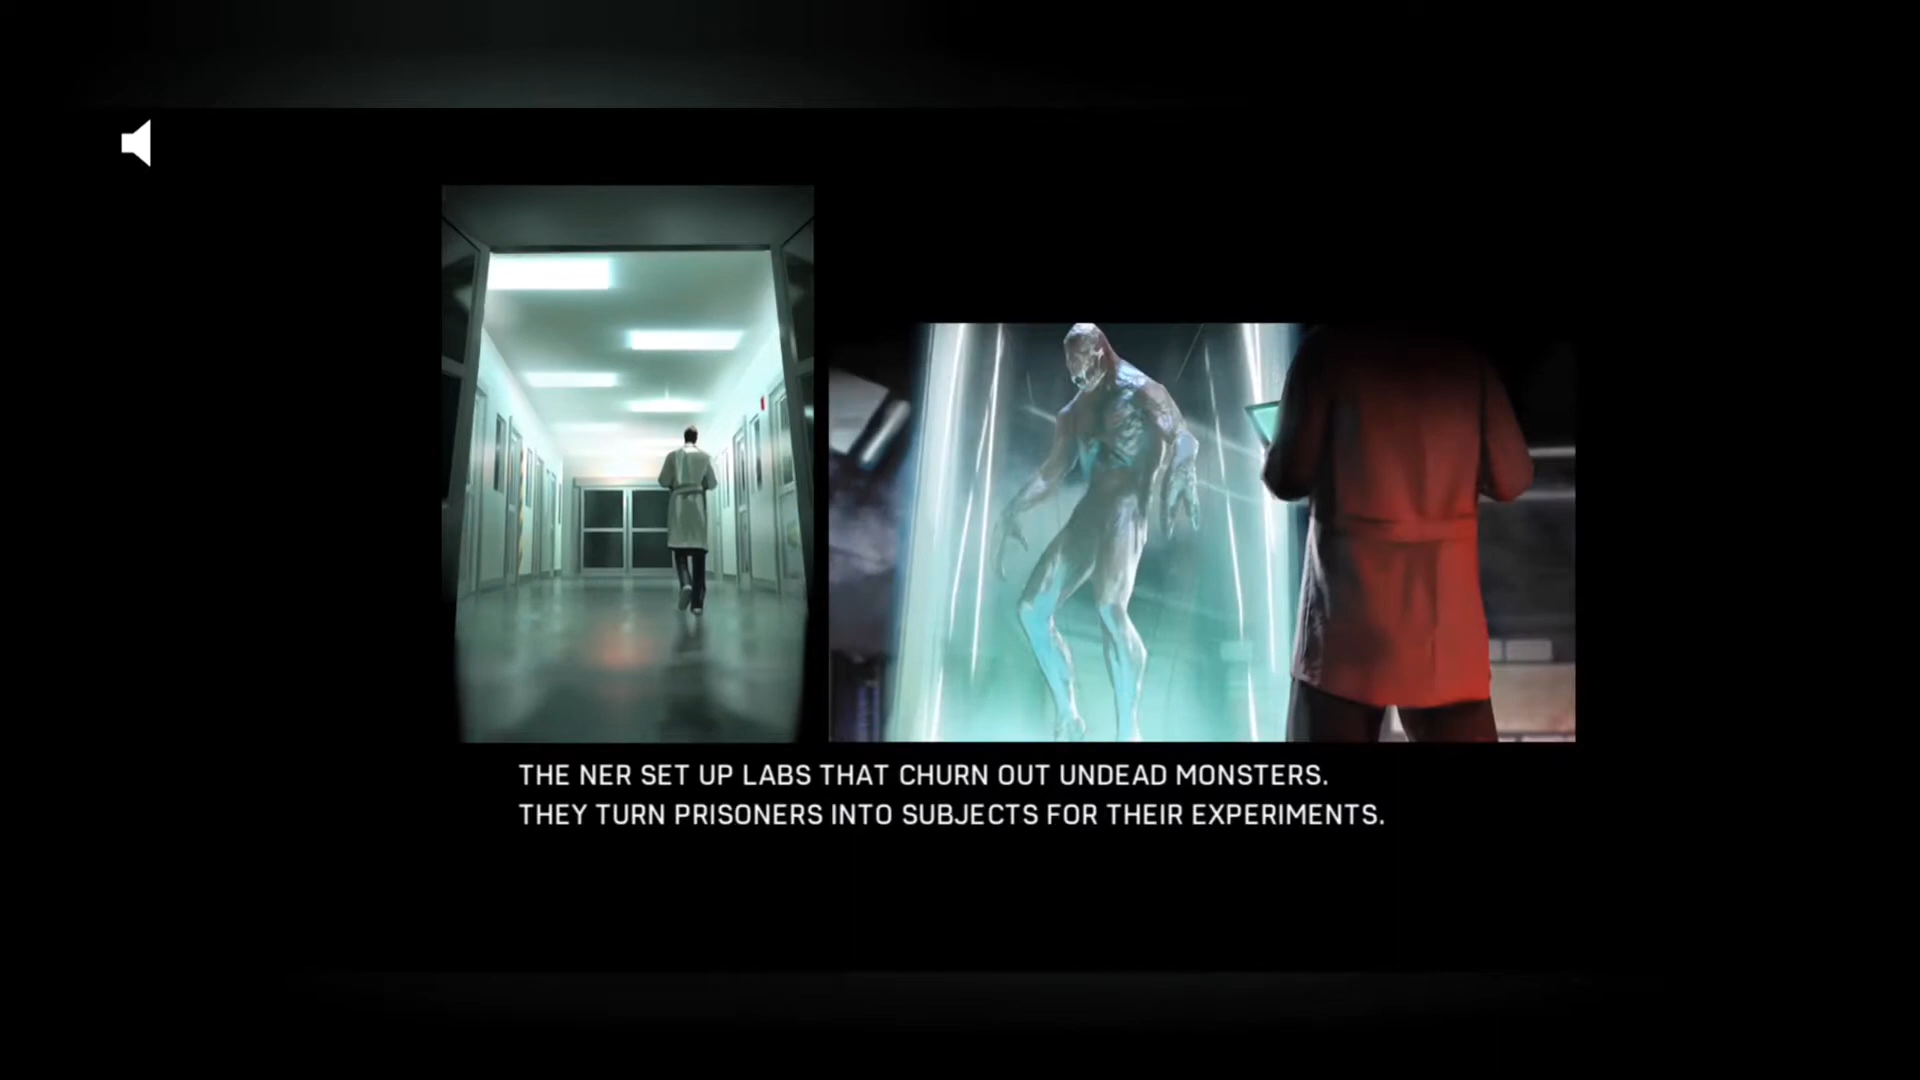 THE NER SET UP LABS THAT CHURN OUT UNDEAD MONSTERS.
THEY TURN PRISONERS INTO SUBJECTS FOR THEIR EXPERIMENTS.